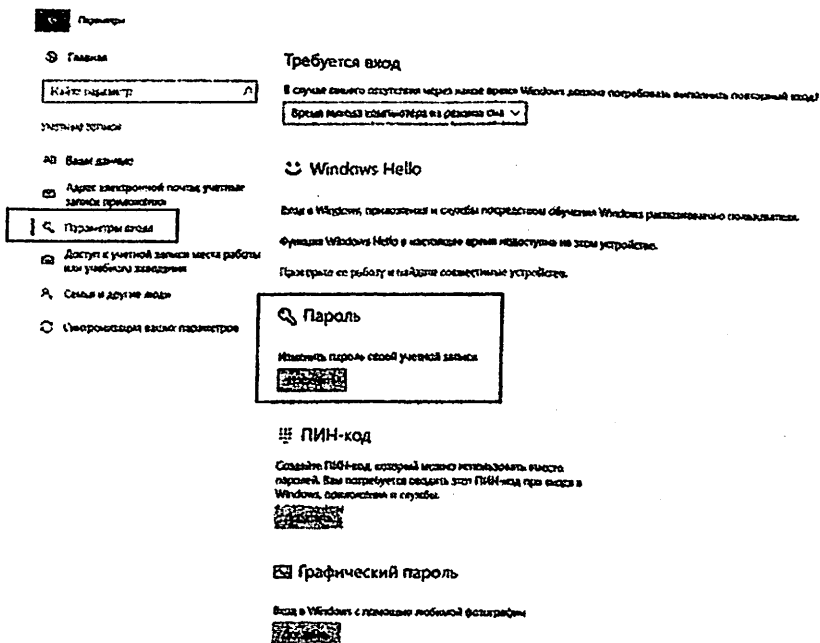 Параметры
Главная
Найти параметр
Учетные записи
Ваши данные
Адрес электронной почты; учетные
записи приложения
Параметры входа
Доступ к учетной записи места работы
или учебного заведения
Семья и другие люди
Синхронизация ваших параметров
Требуется вход
В случае вашего отсутствия через какое время Windows должно потребовать выполнить повторный вход?
Время выхода компьютера из режима сна
Windows Hello
Вход в Windows, приложения и службы посредством обучения Windows распознаванию пользователя.
Функция Windows Hello в настоящее время недоступна на этом устройстве.
Проверьте ее работу и найдите совместимые устройства.
Пароль
Изменить пароль своей учетной записи
ПИН-код
Создайте ПИН-код, который можно использовать вместо
паролей. Вам потребуется вводить этот ПИН-код при входе в
Windows, приложения и службы.
Графический пароль
Вход в Windows с помощью любимой фотографии